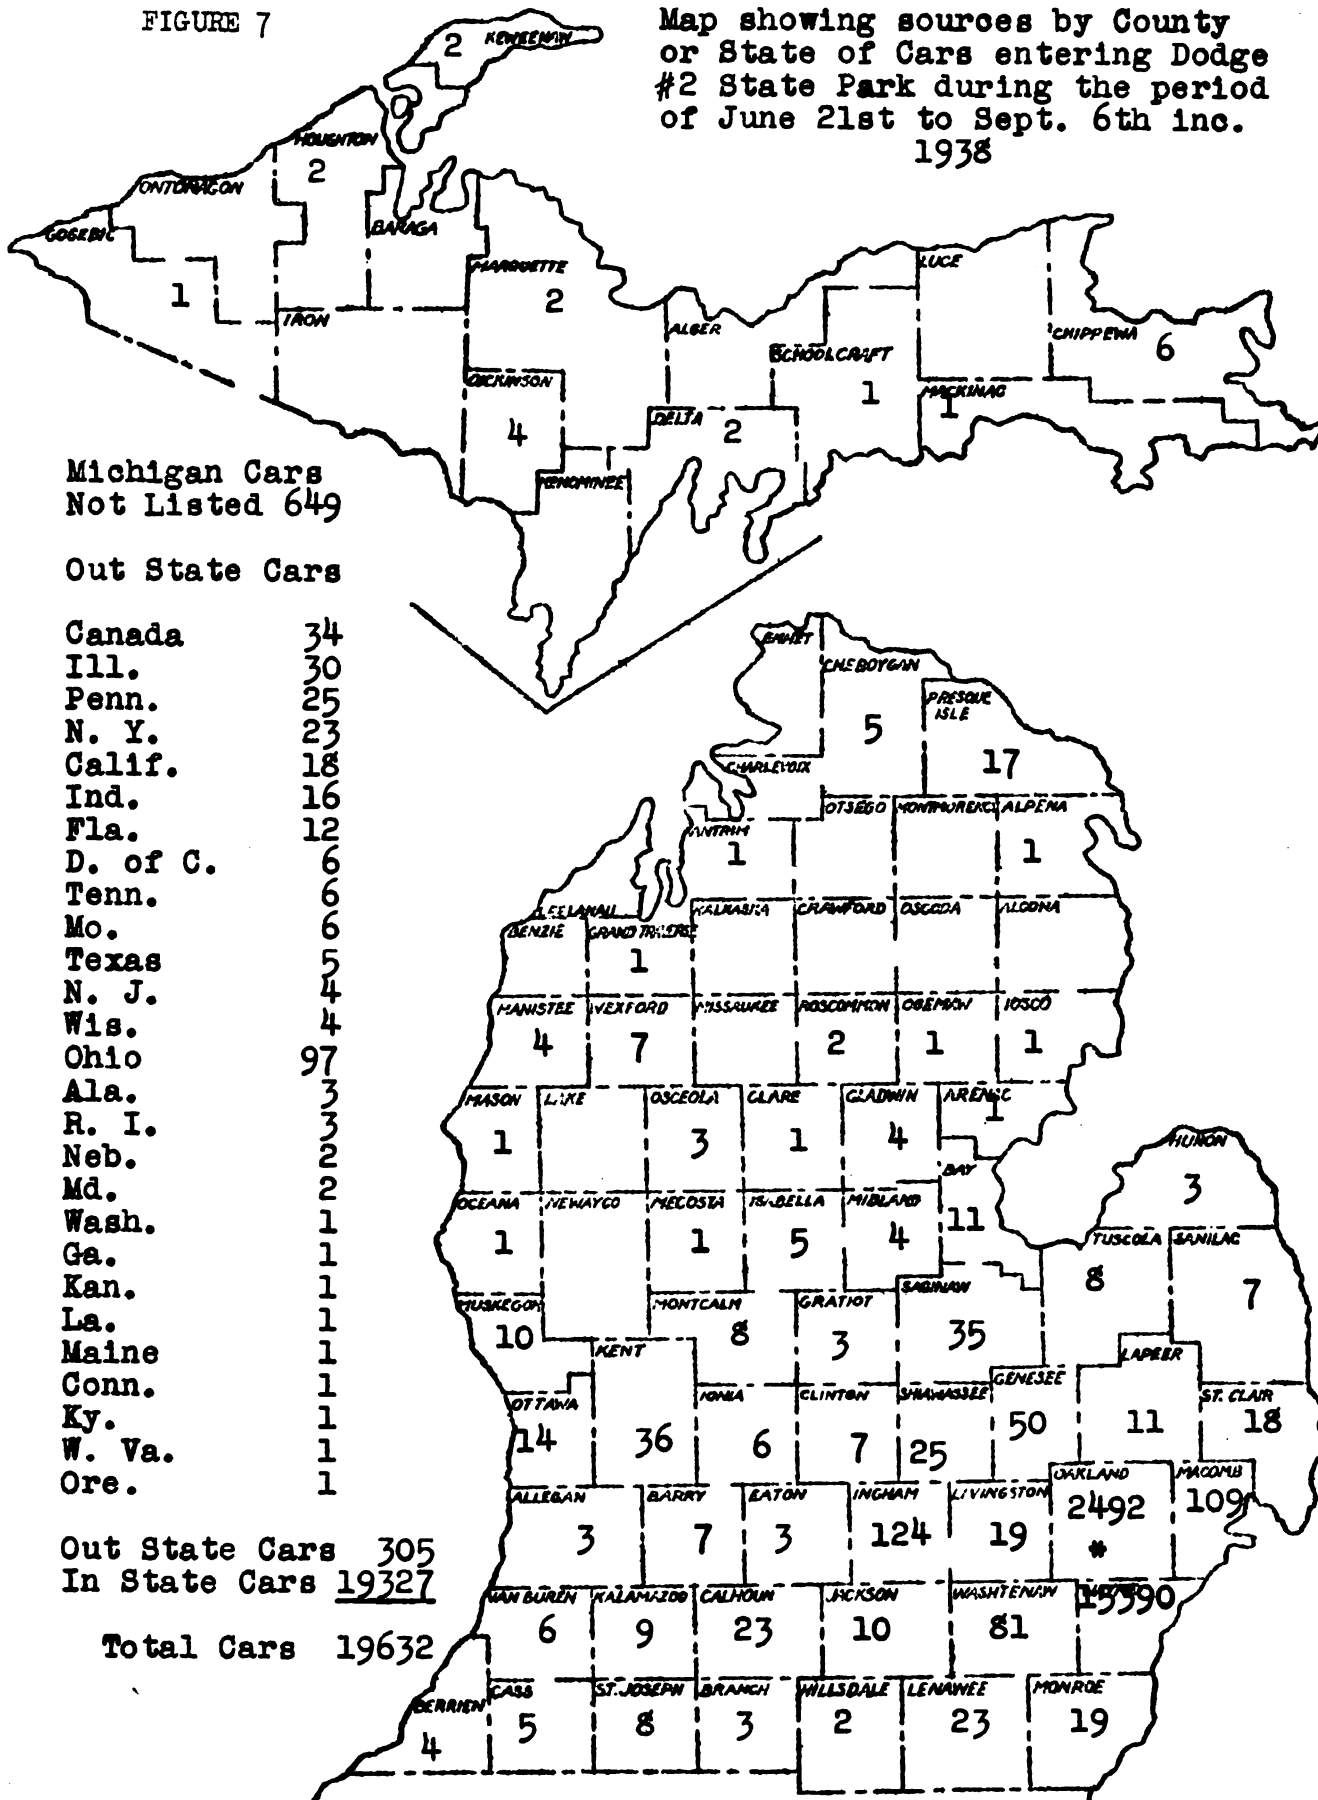 FIGURE 7
Map showing sources by County
or State of Cars entering Dodge
#2 State Park during the period
of June 21st to Sept. 6th inc.
1938
2 KEWEENAW
HOUGHTON
2
ONTONAGON
GOGEBIC
BARAGA
1
IRON
MARQUETTE
2
LUCE
ALGER
CHIPPEWA
6
SCHOOLCRAFT
1
MACKINAC
1
DICKINSON
4
DELTA
2
MENOMINEE
Michigan Cars
Not Listed 649
Out State Cars
Canada 34
Ill. 30
Penn. 25
N. Y. 23
Calif. 18
Ind. 16
Fla. 12
D. of C. 6
Tenn. 6
Mo. 6
Texas 5
N. J. 4
Wis. 4
Ohio 97
Ala. 3
R. I. 3
Neb. 2
Md. 2
Wash. 1
Ga. 1
Kan. 1
La. 1
Maine 1
Conn. 1
Ky. 1
W. Va. 1
Ore. 1
Out State Cars 305
In State Cars 19327
Total Cars 19632
EMMET
CHEBOYGAN
5
PRESQUE
ISLE
17
CHARLEVOIX
OTSEGO MONTMORENCY ALPENA
ANTRIM
1 1
LEELANAU KALKASKA CRAWFORD OSCODA ALCONA
BENZIE GRAND TRAVERSE
1
MANISTEE WEXFORD MISSAUKEE ROSCOMMON OGEMAW IOSCO
4 7 2 1 1
MASON LAKE OSCEOLA CLARE GLADWIN ARENAC
1 3 1 4 1
HURON
3
BAY
11
OCEANA NEWAYGO MECOSTA ISABELLA MIDLAND
1 1 5 4
TUSCOLA SANILAC
8 7
MUSKEGON MONTCALM GRATIOT SAGINAW
10 8 3 35
KENT LAPEER
OTTAWA IONIA CLINTON SHIAWASSEE GENESEE ST. CLAIR
14 36 6 7 25 50 11 18
ALLEGAN BARRY EATON INGHAM LIVINGSTON OAKLAND MACOMB
3 7 3 124 19 2492 109
#
VAN BUREN KALAMAZOO CALHOUN JACKSON WASHTENAW
6 9 23 10 81 15390
BERRIEN CASS ST. JOSEPH BRANCH HILLSDALE LENAWEE MONROE
4 5 8 3 2 23 19